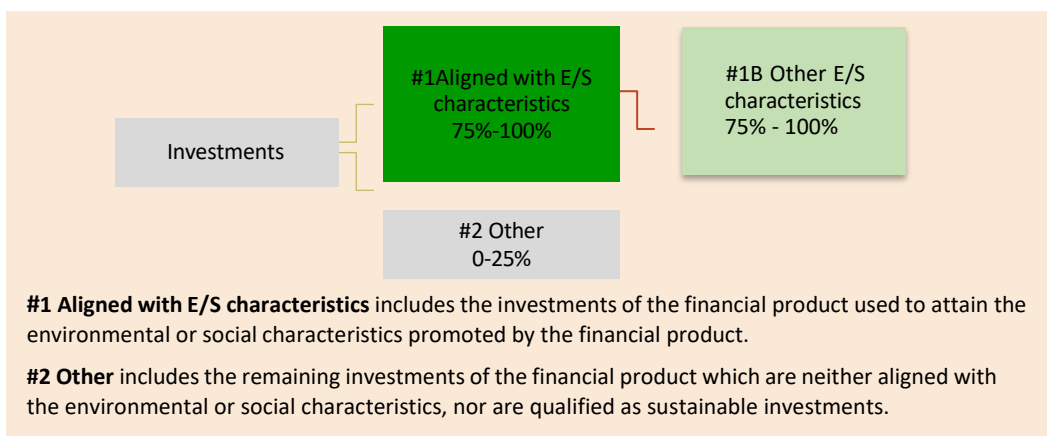 #1Aligned with E/S
characteristics
75%-100%
#1B Other E/S
characteristics
75% - 100%
Investments
#2 Other
0-25%
#1 Aligned with E/S characteristics includes the investments of the financial product used to attain the
environmental or social characteristics promoted by the financial product.
#2 Other includes the remaining investments of the financial product which are neither aligned with
the environmental or social characteristics, nor are qualified as sustainable investments.